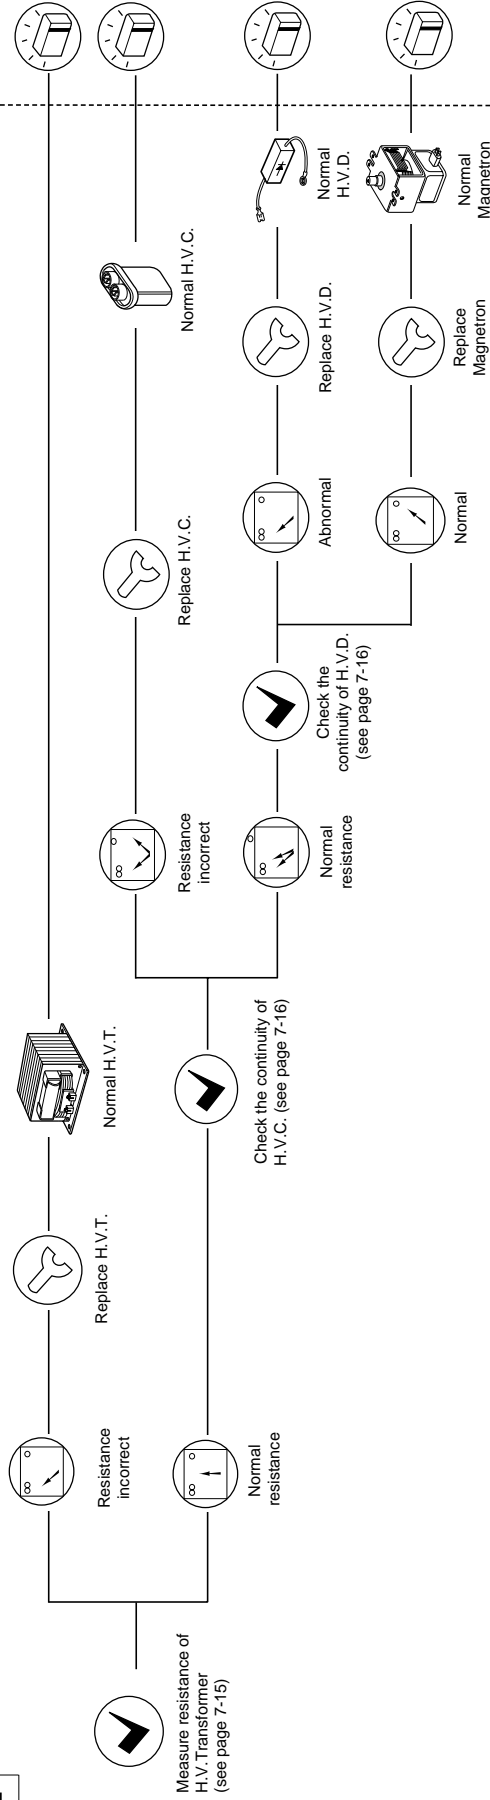 Measure resistance of
H.V.Transformer
(see page 7-15)
Resistance
incorrect
Replace H.V.T.
Normal H.V.T.
Normal
resistance
Check the continuity of
H.V.C. (see page 7-16)
Resistance
incorrect
Replace H.V.C.
Normal H.V.C.
Normal
resistance
Check the
continuity of H.V.D.
(see page 7-16)
Abnormal
Replace H.V.D.
Normal
H.V.D.
Normal
Replace
Magnetron
Normal
Magnetron